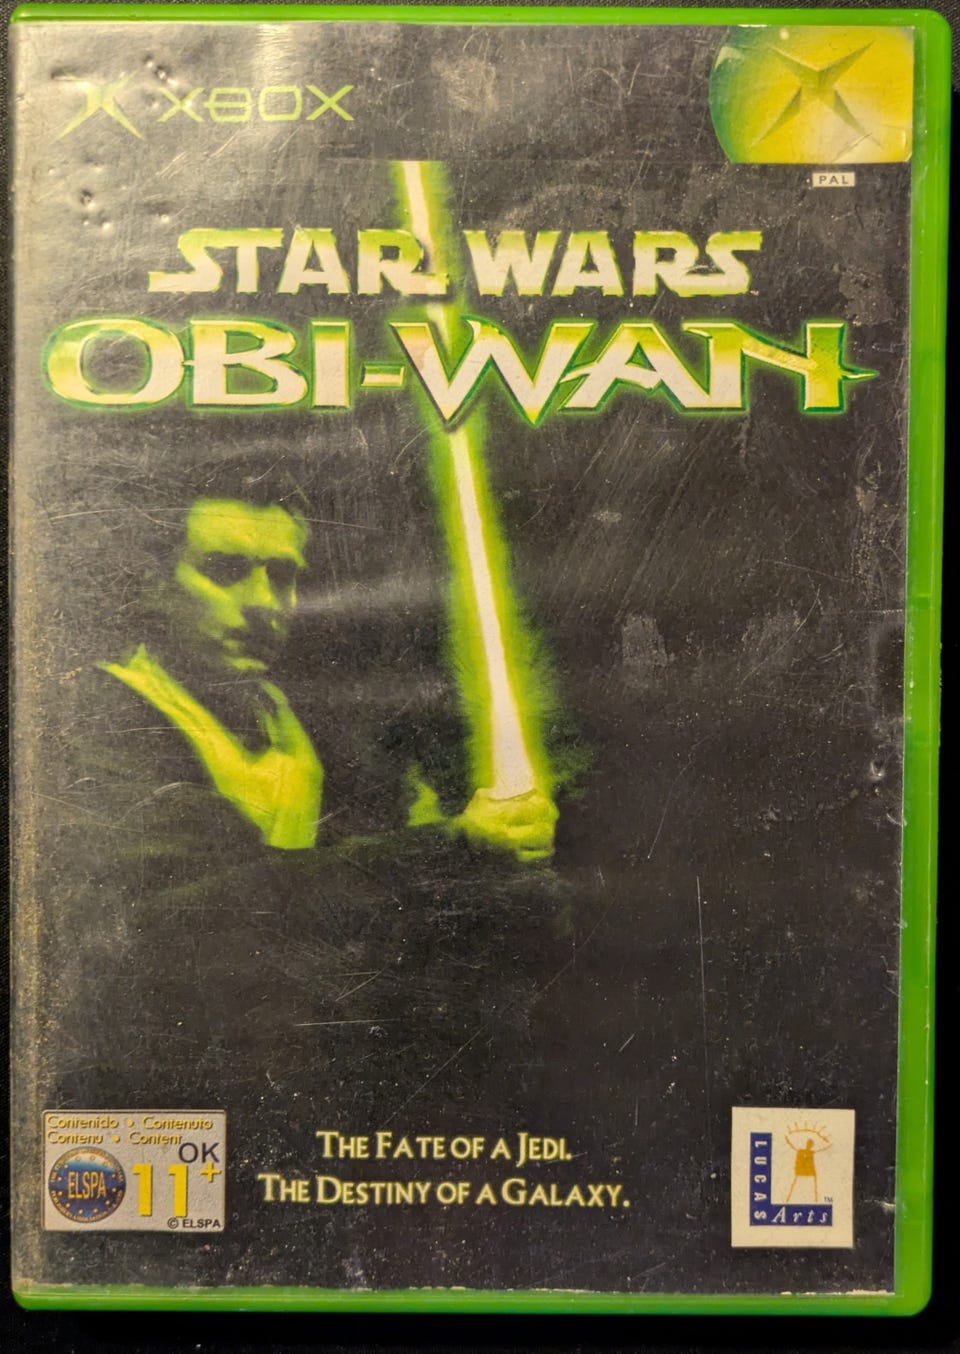 XBOX
PAL
STAR WARS
OBI-WAN
Contenido • Contenuto
Contenu • Content
OK
ELSPA
11+
© ELSPA
THE FATE OF A JEDI.
THE DESTINY OF A GALAXY.
LUCAS
Arts
TM